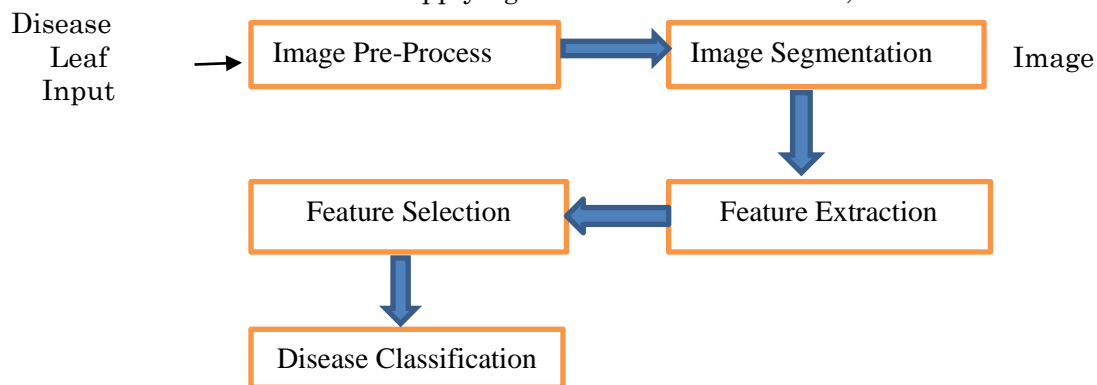 Disease
Leaf
Input
Image Pre-Process
Image Segmentation
Image
Feature Selection
Feature Extraction
Disease Classification